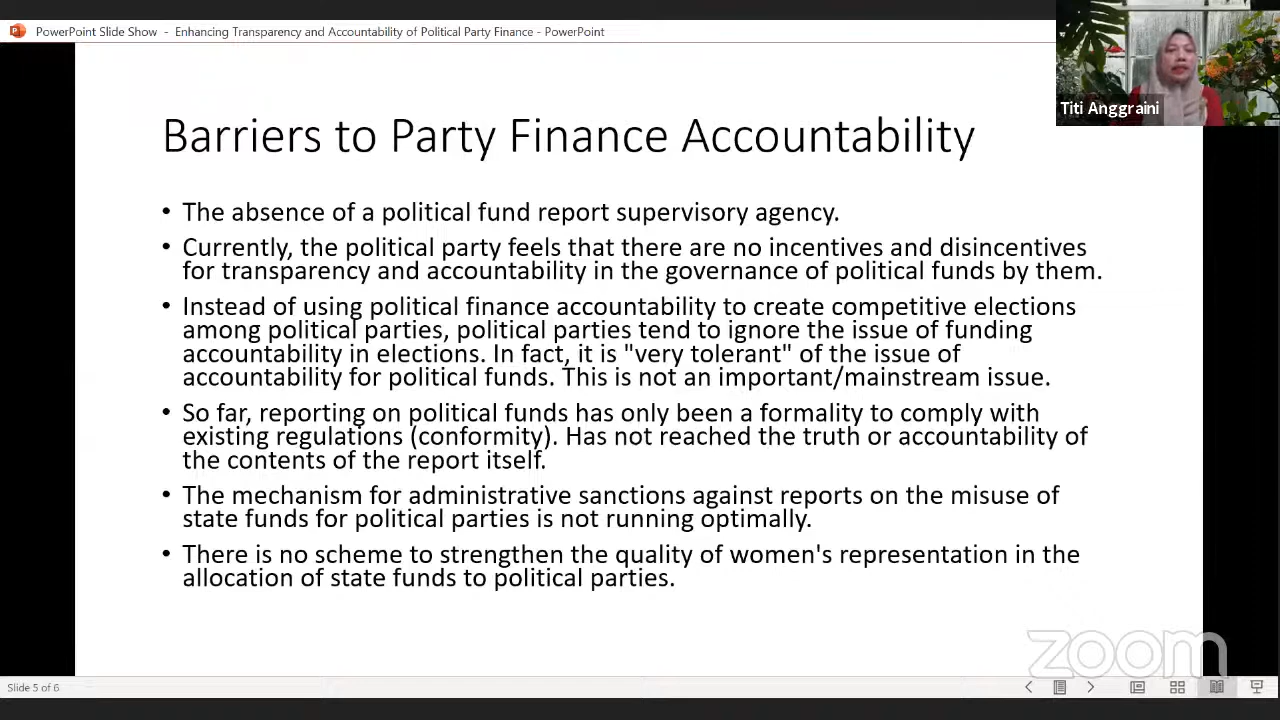 PowerPoint Slide Show - Enhancing Transparency and Accountability of Political Party Finance - PowerPoint
Titi Anggraini
Barriers to Party Finance Accountability
• The absence of a political fund report supervisory agency.
• Currently, the political party feels that there are no incentives and disincentives
for transparency and accountability in the governance of political funds by them.
• Instead of using political finance accountability to create competitive elections
among political parties, political parties tend to ignore the issue of funding
accountability in elections. In fact, it is "very tolerant" of the issue of
accountability for political funds. This is not an important/mainstream issue.
• So far, reporting on political funds has only been a formality to comply with
existing regulations (conformity). Has not reached the truth or accountability of
the contents of the report itself.
• The mechanism for administrative sanctions against reports on the misuse of
state funds for political parties is not running optimally.
• There is no scheme to strengthen the quality of women's representation in the
allocation of state funds to political parties.
zoom
Slide 5 of 6